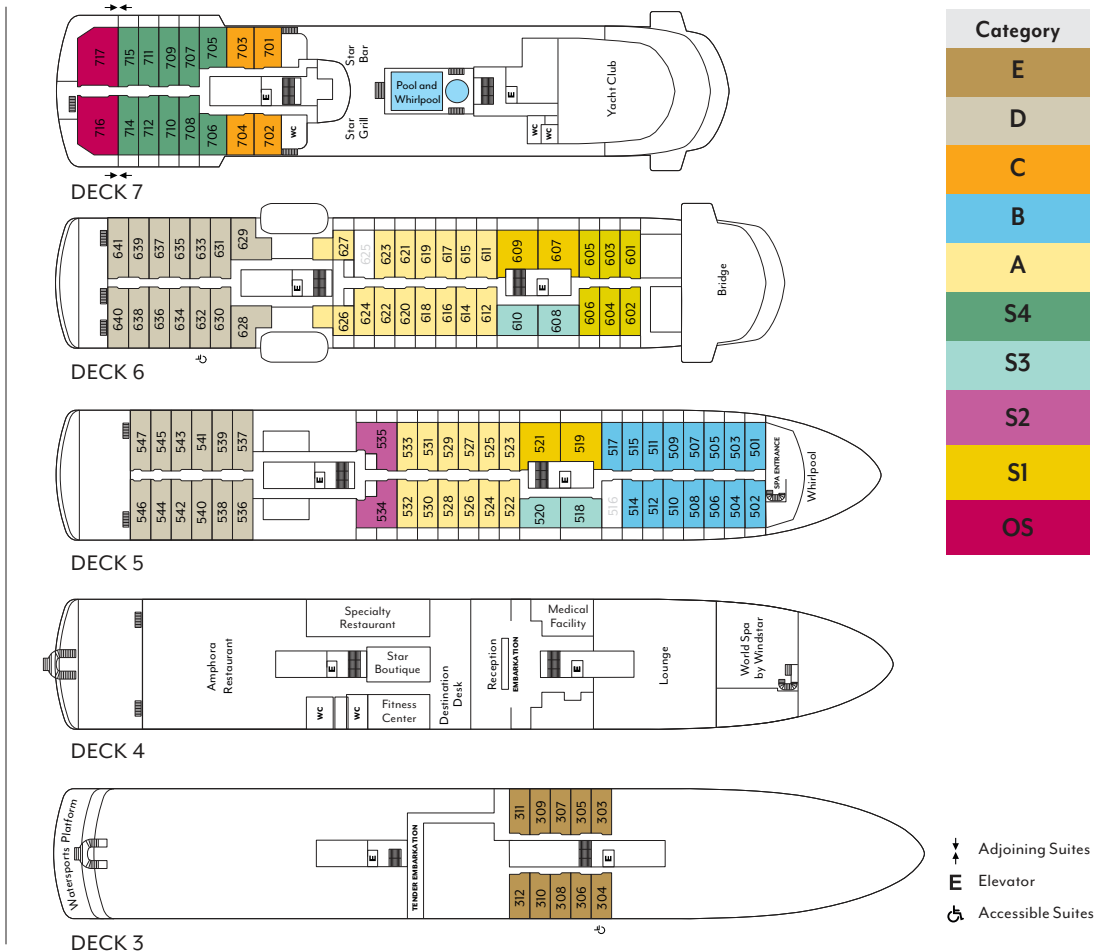 717
715
711
709
707
705
703
701
716
714
712
710
708
706
704
702
E
WC
Star
Bar
Star
Grill
Pool and
Whirlpool
E
WC
WC
Yacht Club
DECK 7
641
639
637
635
633
631
629
627
625
623
621
619
617
615
611
609
607
605
603
601
E
E
640
638
636
634
632
630
628
626
624
622
620
618
616
614
612
610
608
606
604
602
Bridge
DECK 6
547
545
543
541
539
537
535
533
531
529
527
525
523
521
519
517
515
511
509
507
505
503
501
E
E
546
544
542
540
538
536
534
532
530
528
526
524
522
520
518
516
514
512
510
508
506
504
502
SPA ENTRANCE
Whirlpool
DECK 5
Amphora
Restaurant
Specialty
Restaurant
E
Star
Boutique
WC
WC
Fitness
Center
Destination
Desk
Reception
EMBARKATION
Medical
Facility
E
Lounge
World Spa
by Windstar
DECK 4
Watersports Platform
E
TENDER EMBARKATION
311
309
307
305
303
E
312
310
308
306
304
DECK 3
Category
E
D
C
B
A
S4
S3
S2
S1
OS
Adjoining Suites
E Elevator
Accessible Suites